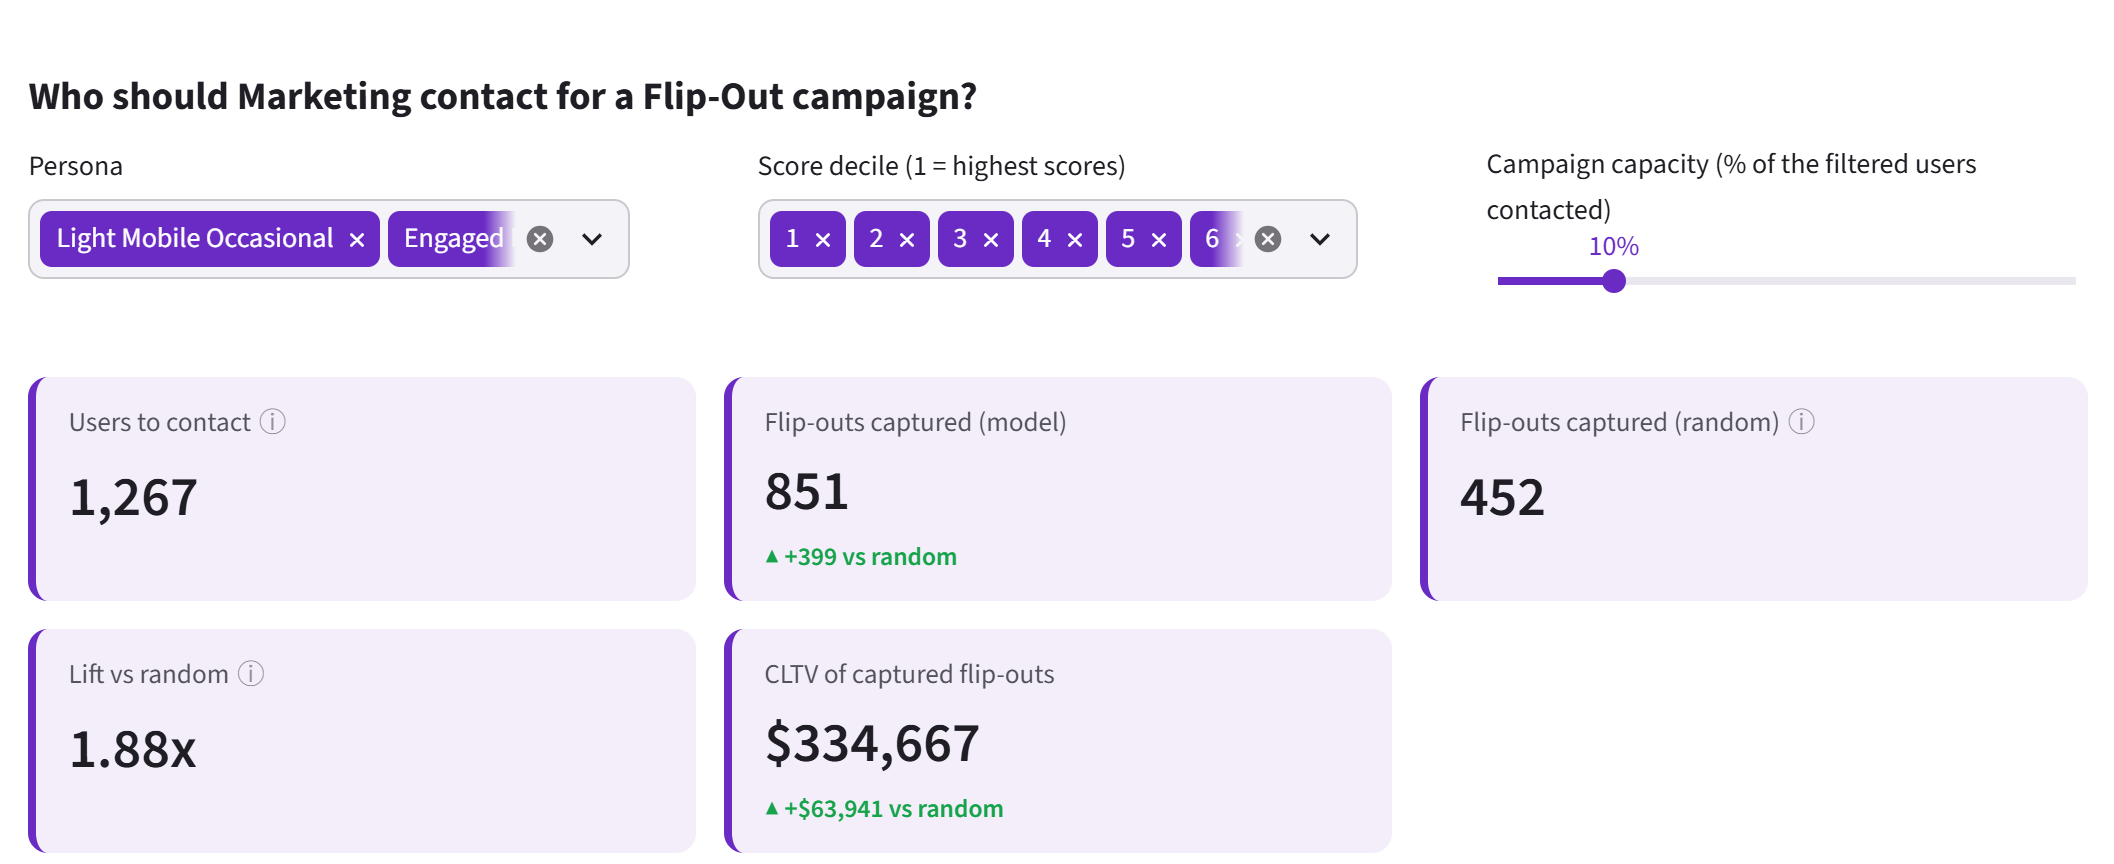 Who should Marketing contact for a Flip-Out campaign?
Persona
Light Mobile Occasional
Engaged
Score decile (1 = highest scores)
1 2 3 4 5 6
Campaign capacity (% of the filtered users
contacted)
10%
Users to contact
1,267
Flip-outs captured (model)
851
▲ +399 vs random
Flip-outs captured (random)
452
Lift vs random
1.88x
CLTV of captured flip-outs
$334,667
▲ +$63,941 vs random